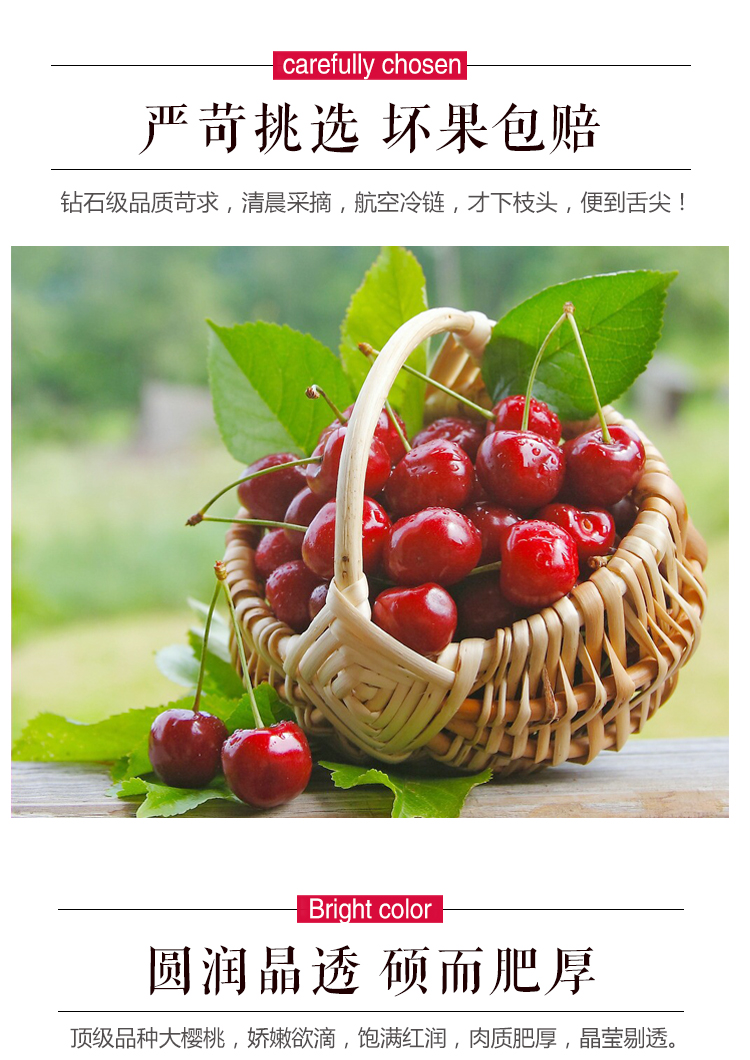 carefully chosen
严苛挑选 坏果包赔
钻石级品质苛求，清晨采摘，航空冷链，才下枝头，便到舌尖！
Bright color
圆润晶透 硕而肥厚
顶级品种大樱桃，娇嫩欲滴，饱满红润，肉质肥厚，晶莹剔透。